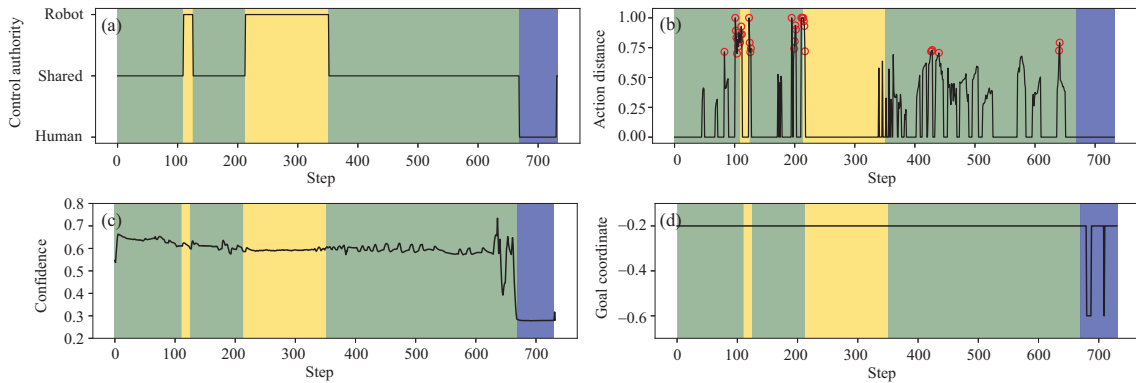 (a)
Control authority
Robot
Shared
Human
0 100 200 300 400 500 600 700
Step
(b)
Action distance
1.00
0.75
0.50
0.25
0.00
0 100 200 300 400 500 600 700
Step
(c)
Confidence
0.8
0.7
0.6
0.5
0.4
0.3
0.2
0 100 200 300 400 500 600 700
Step
(d)
Goal coordinate
−0.2
−0.4
−0.6
0 100 200 300 400 500 600 700
Step